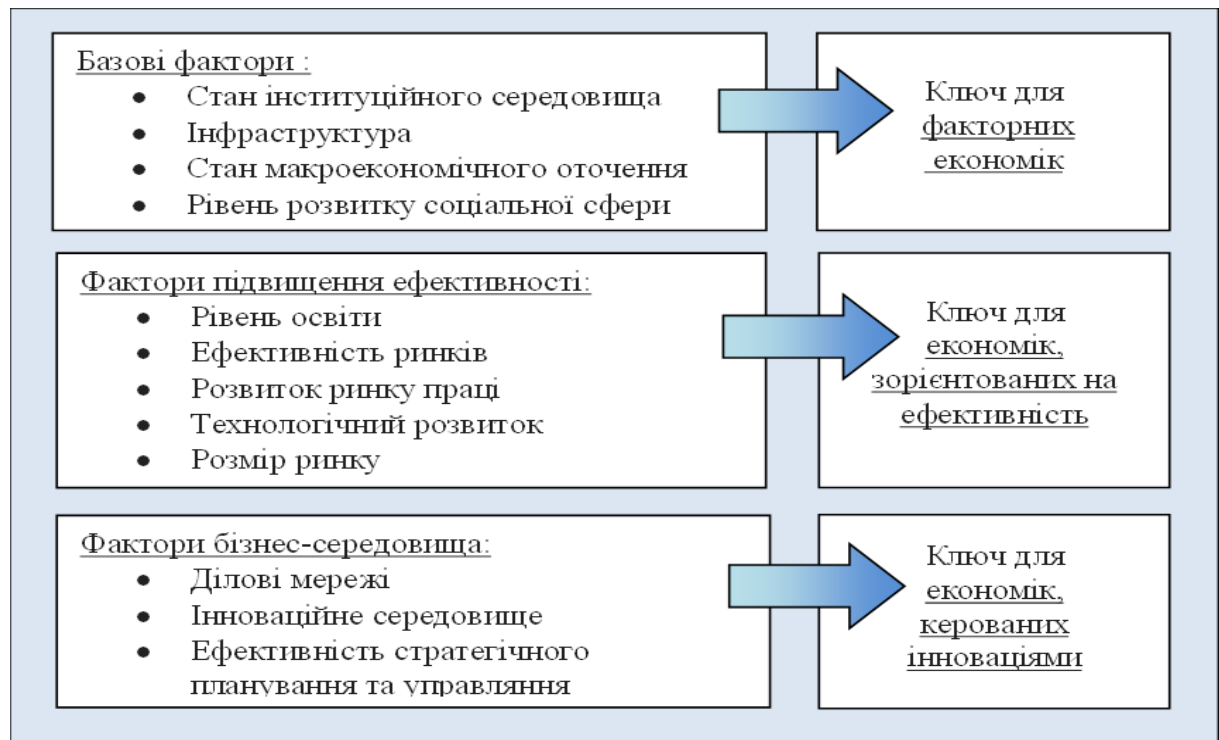 Базові фактори :
• Стан інституційного середовища
• Інфраструктура
• Стан макроекономічного оточення
• Рівень розвитку соціальної сфери
Ключ для
факторних
економік
Фактори підвищення ефективності:
• Рівень освіти
• Ефективність ринків
• Розвиток ринку праці
• Технологічний розвиток
• Розмір ринку
Ключ для
економік,
зорієнтованих на
ефективність
Фактори бізнес-середовища:
• Ділові мережі
• Інноваційне середовище
• Ефективність стратегічного
планування та управляння
Ключ для
економік,
керованих
інноваціями